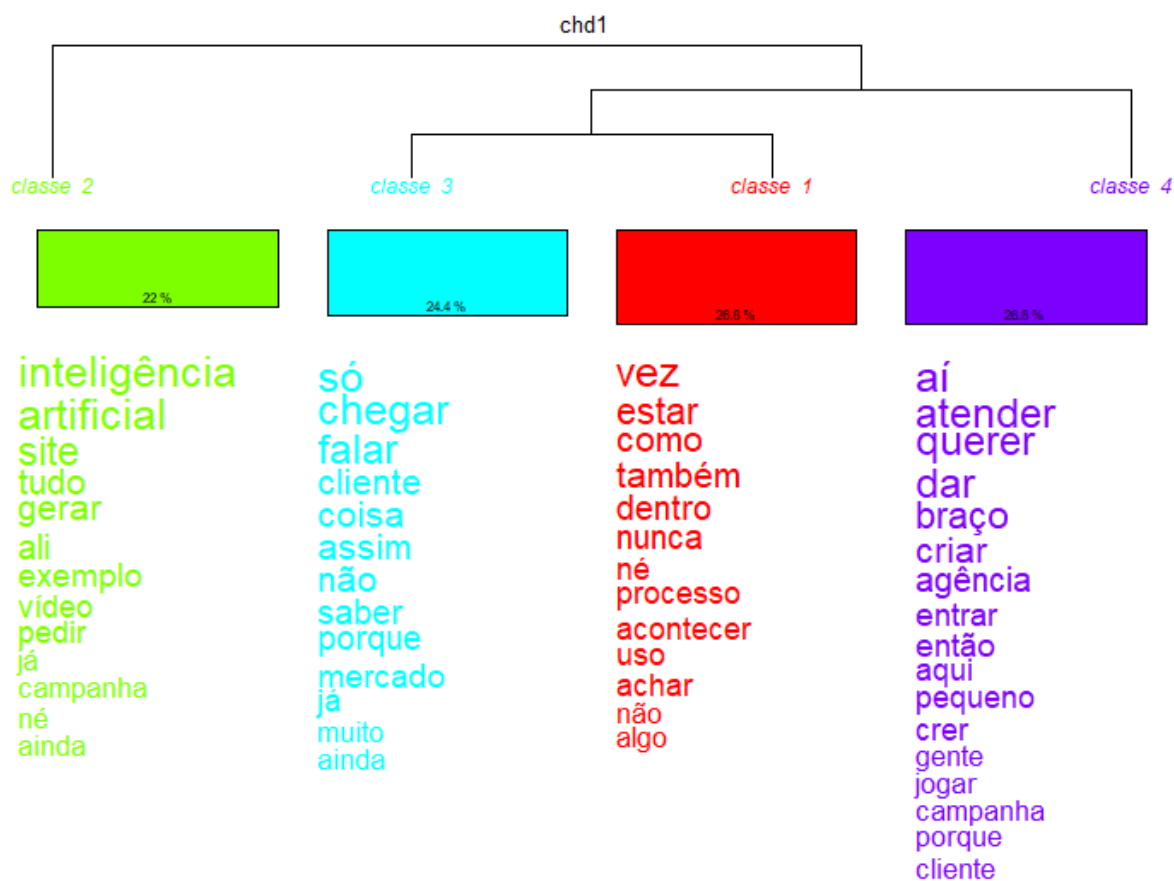 chd1
classe 2
classe 3
classe 1
classe 4
22 %
24.4 %
26.8 %
26.8 %
inteligência
artificial
site
tudo
gerar
ali
exemplo
vídeo
pedir
já
campanha
né
ainda
só
chegar
falar
cliente
coisa
assim
não
saber
porque
mercado
já
muito
ainda
vez
estar
como
também
dentro
nunca
né
processo
acontecer
uso
achar
não
algo
aí
atender
querer
dar
braço
criar
agência
entrar
então
aqui
pequeno
crer
gente
jogar
campanha
porque
cliente